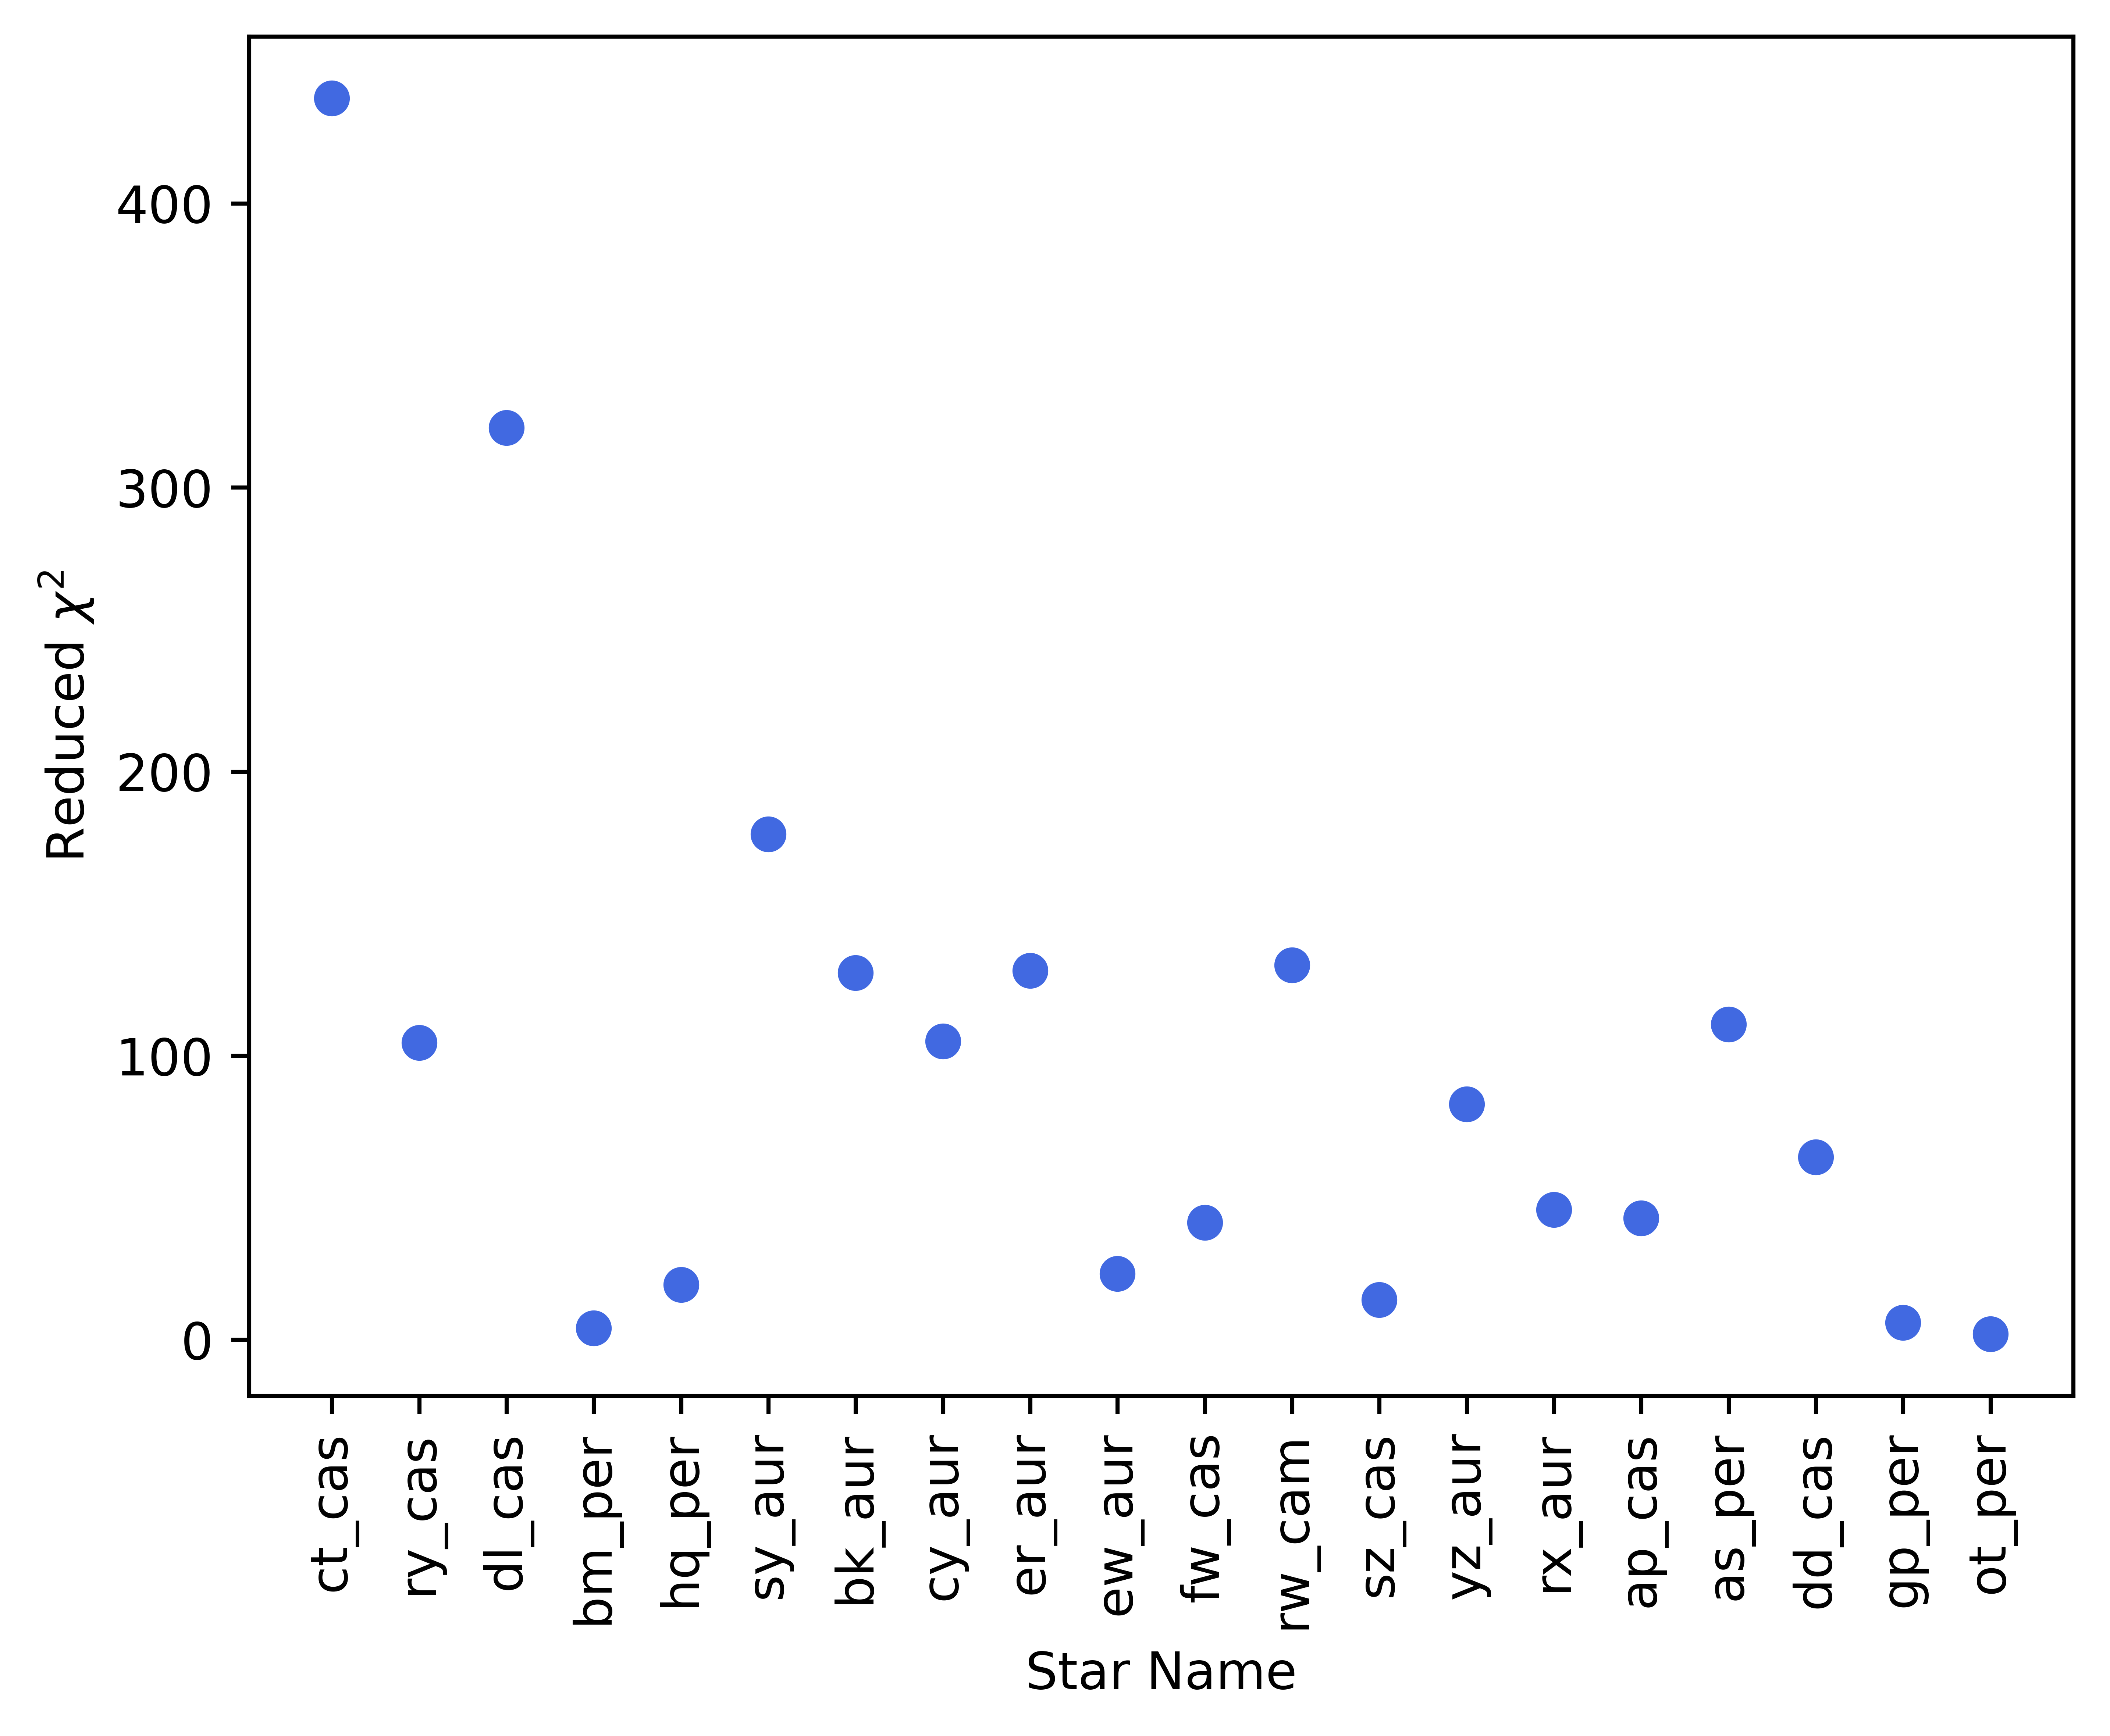 400
300
200
100
0
Reduced χ²
ct_cas
ry_cas
dl_cas
bm_per
hq_per
sy_aur
bk_aur
cy_aur
er_aur
ew_aur
fw_cas
rw_cam
sz_cas
yz_aur
rx_aur
ap_cas
as_per
dd_cas
gp_per
ot_per
Star Name